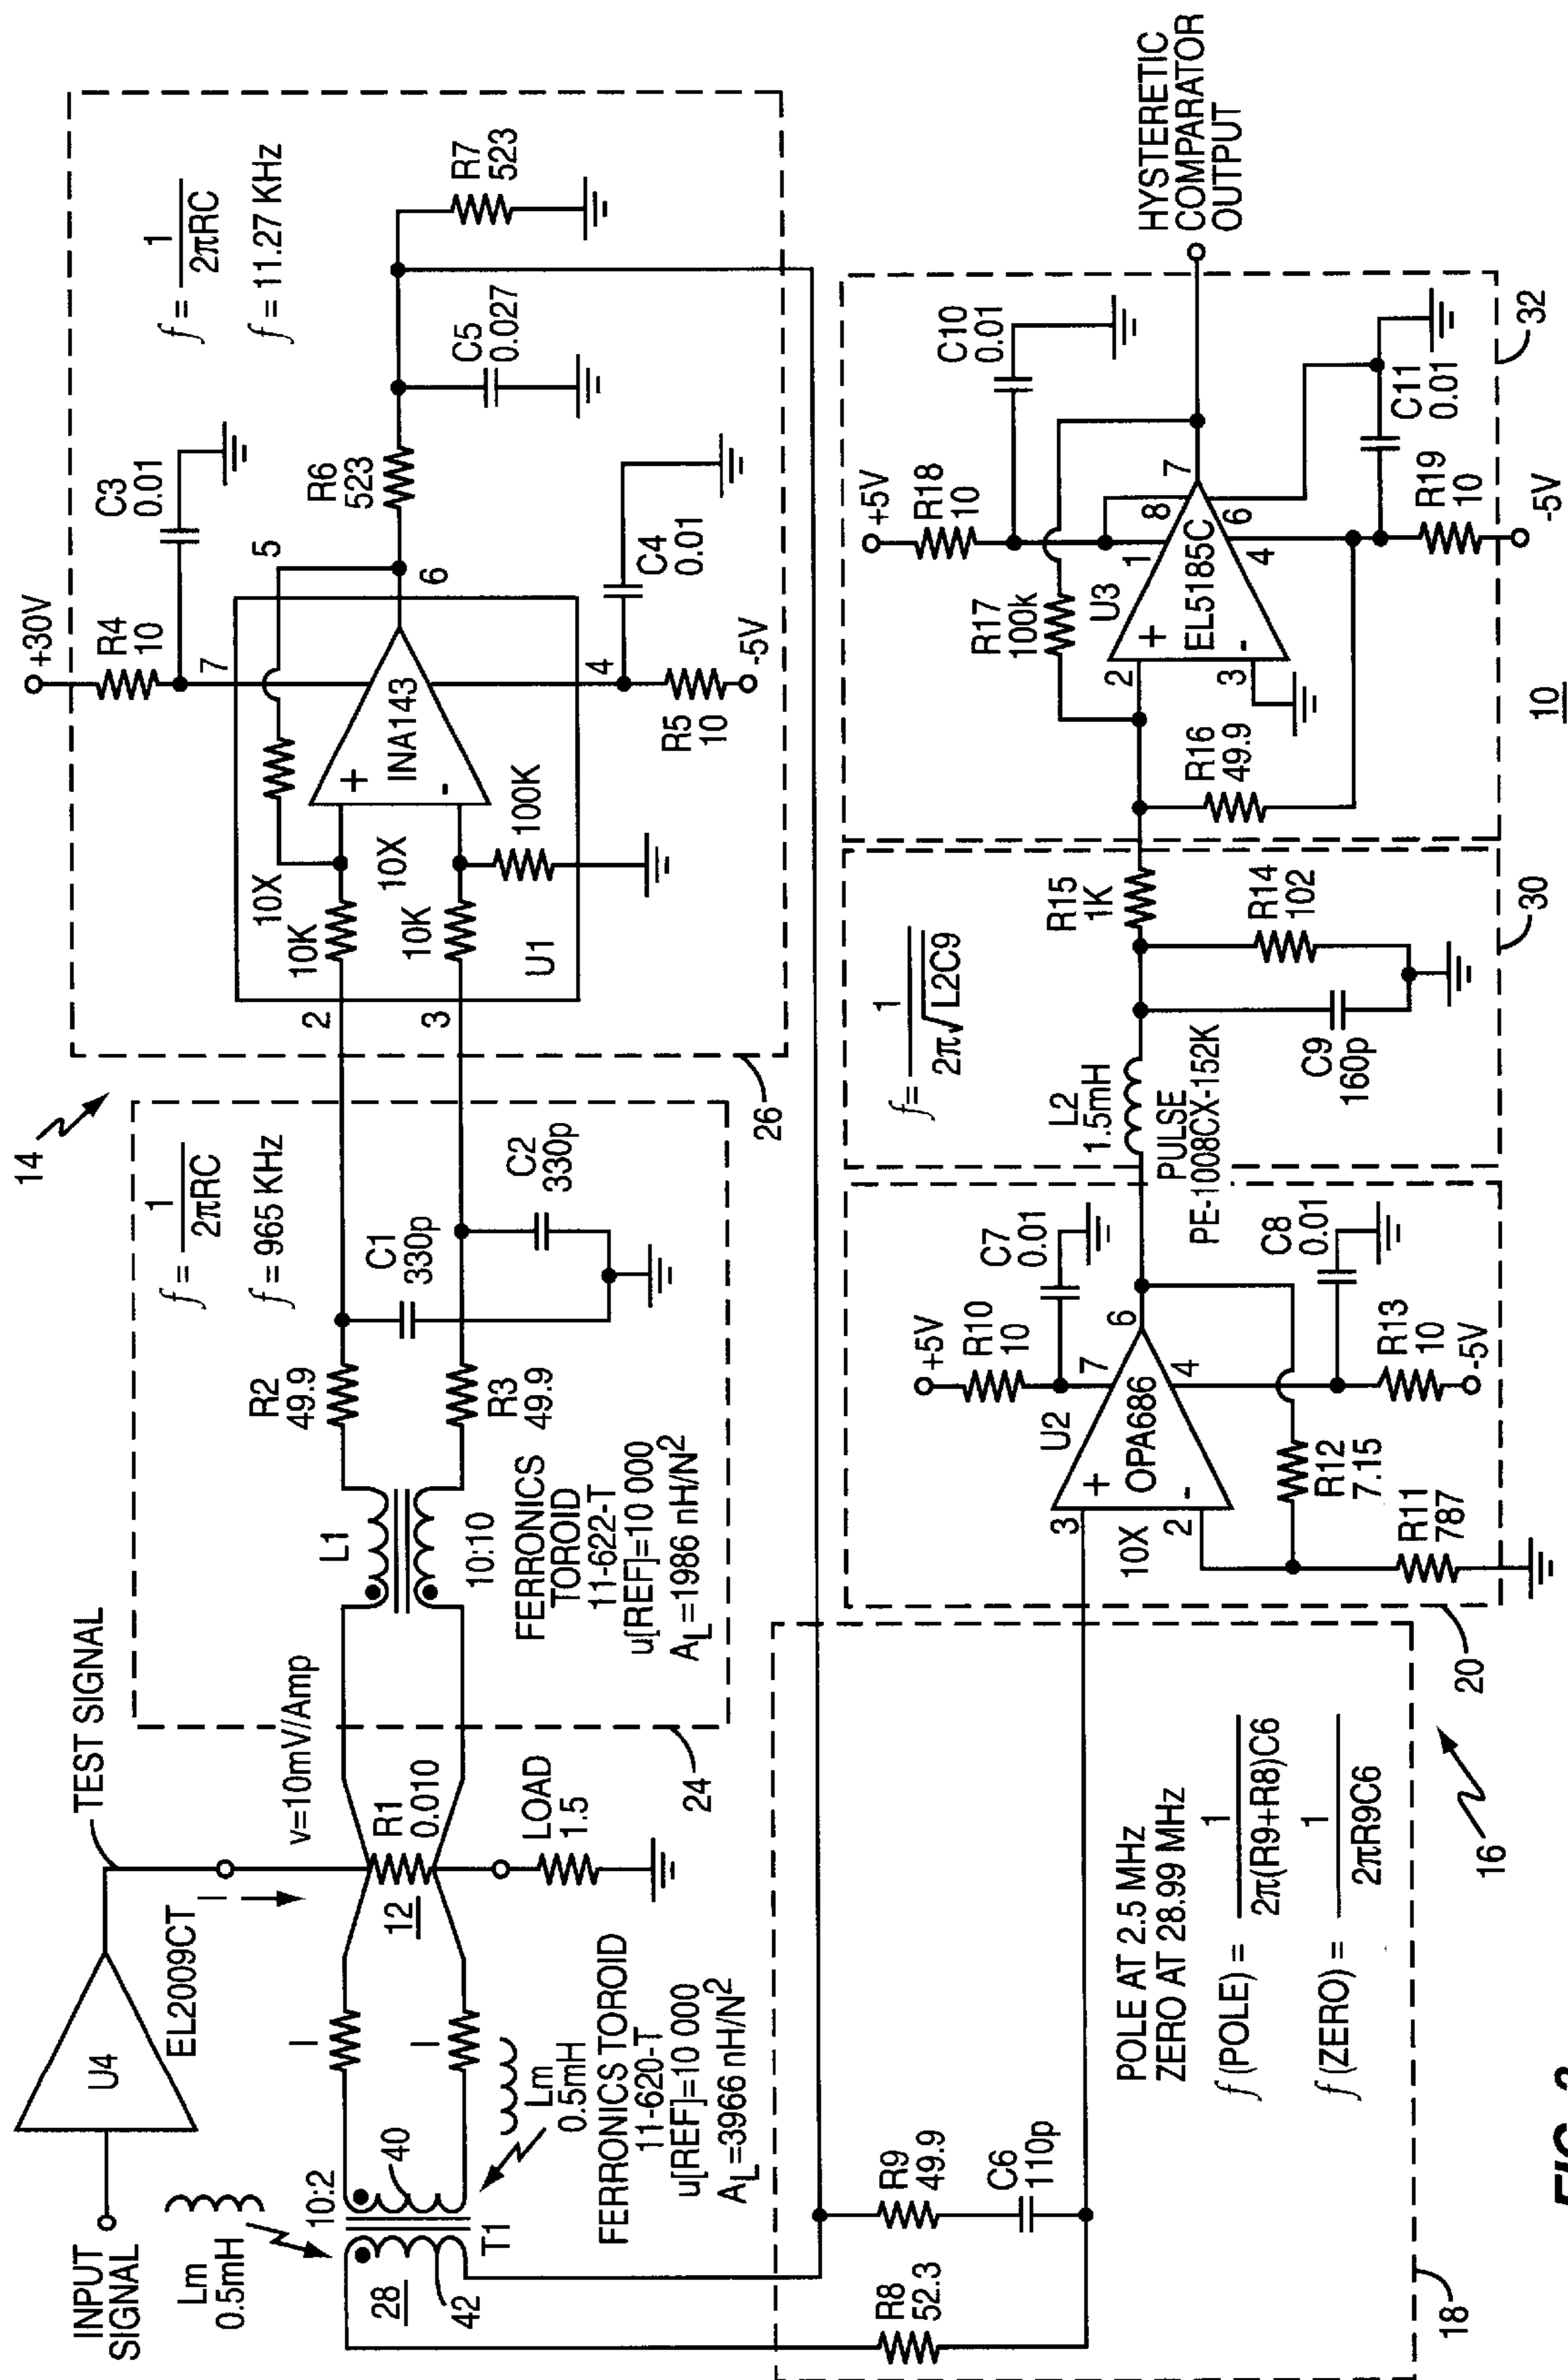 14
+30V
R4
10
C3
0.01
7
5
10X
10K
+
INA143
-
10X
10K
100K
U1
2
3
6
4
R6
523
R5
10
-5V
C4
0.01
C5
0.027
R7
523
f = 1
2πRC
f = 11.27 KHz
26
f = 1
2πRC
f = 965 KHz
R2
49.9
C1
330p
C2
330p
R3
49.9
L1
10:10
FERRONICS
TOROID
11-622-T
u[REF]=10 000
AL=1986 nH/N2
24
TEST SIGNAL
v=10mV/Amp
R1
0.010
12
LOAD
1.5
I
EL2009CT
U4
INPUT
SIGNAL
Lm
0.5mH
10:2
40
28
42
T1
I
I
Lm
0.5mH
FERRONICS TOROID
11-620-T
u[REF]=10 000
AL=3966 nH/N2
R8
52.3
R9
49.9
C6
110p
POLE AT 2.5 MHz
ZERO AT 28.99 MHz
f (POLE) = 1
2π(R9+R8)C6
f (ZERO) = 1
2πR9C6
18
16
+5V
R10
10
C7
0.01
U2
3
+
OPA686
-
2
10X
7
6
4
R12
7.15
R11
787
C8
0.01
R13
10
-5V
20
f = 1
2π√L2C9
L2
1.5mH
PULSE
PE-1008CX-152K
C9
160p
R14
102
R15
1K
30
+5V
R18
10
C10
0.01
R17
100k
U3
2
+
EL5185C
-
3
1
8
7
6
4
R16
49.9
C11
0.01
R19
10
-5V
32
HYSTERETIC
COMPARATOR
OUTPUT
10